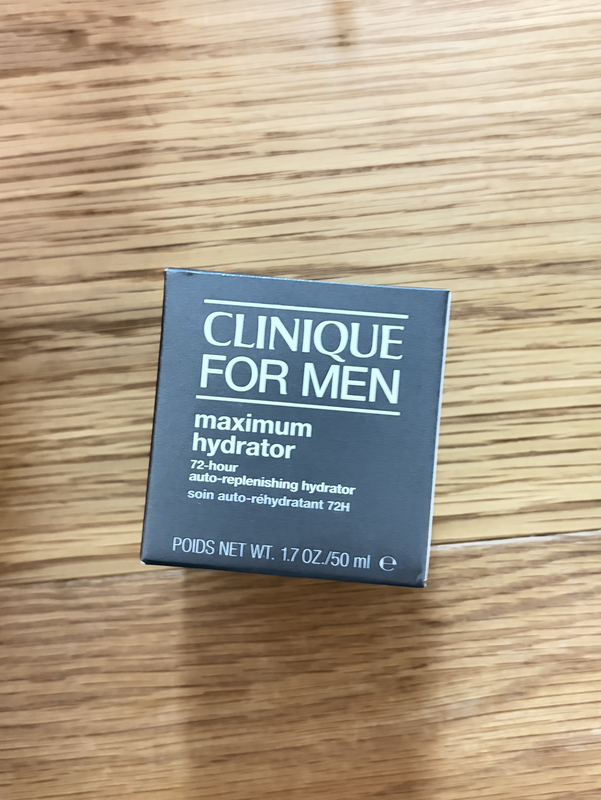 CLINIQUE
FOR MEN
maximum
hydrator
72-hour
auto-replenishing hydrator
soin auto-réhydratant 72H
POIDS NET WT. 1.7 OZ./50 ml ℮